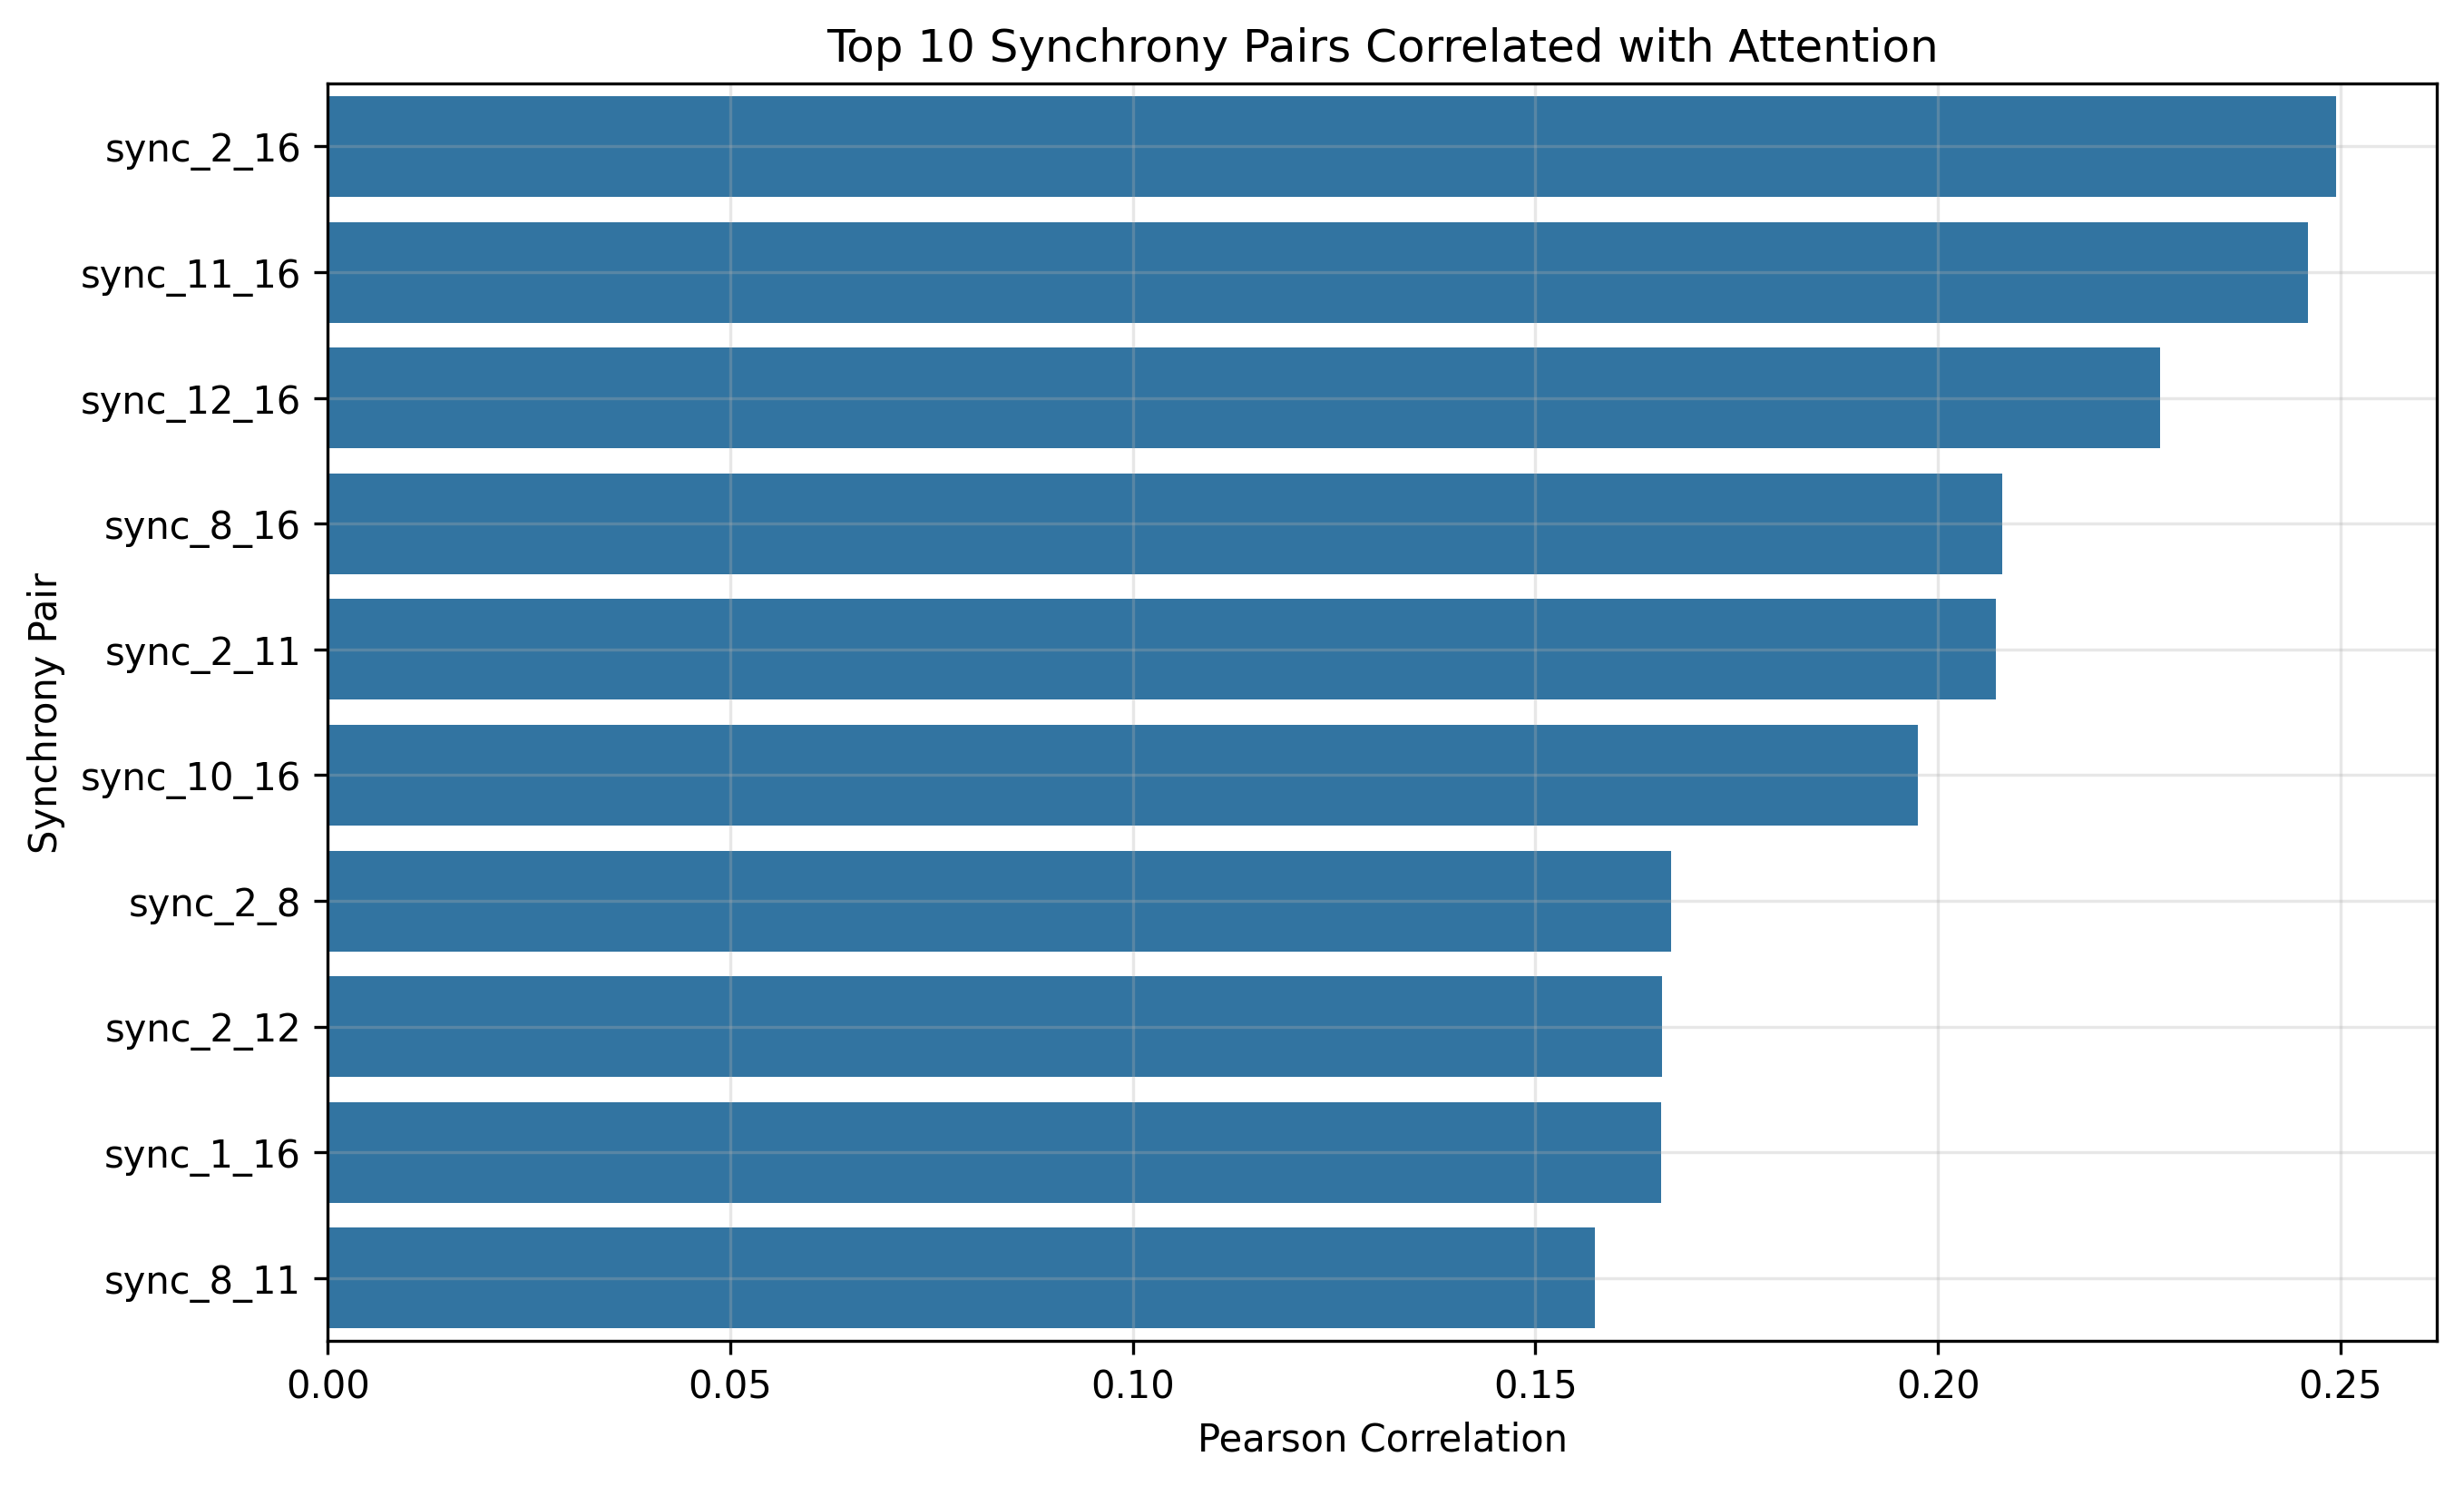 Top 10 Synchrony Pairs Correlated with Attention
Synchrony Pair
sync_2_16
sync_11_16
sync_12_16
sync_8_16
sync_2_11
sync_10_16
sync_2_8
sync_2_12
sync_1_16
sync_8_11
0.00 0.05 0.10 0.15 0.20 0.25
Pearson Correlation